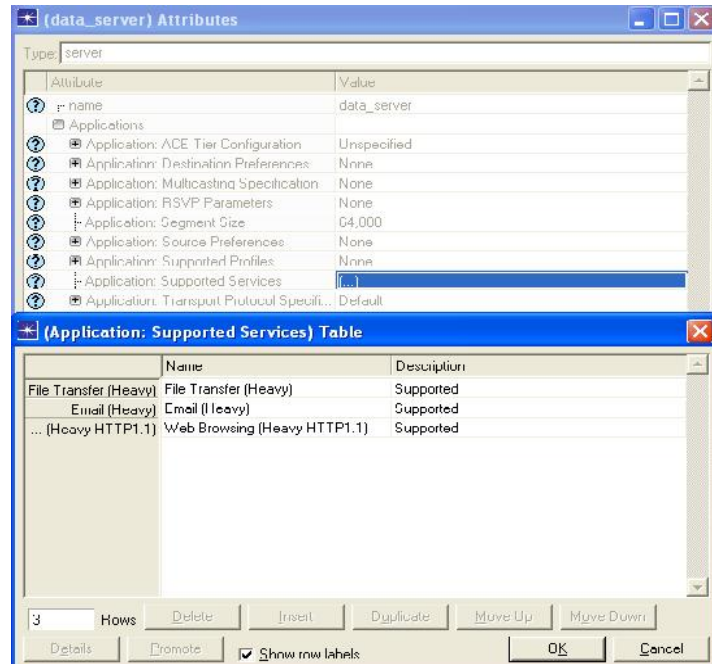 (data_server) Attributes
Type: server
Attribute Value
name data_server
Applications
Application: ACE Tier Configuration Unspecified
Application: Destination Preferences None
Application: Multicasting Specification None
Application: RSVP Parameters None
Application: Segment Size 64,000
Application: Source Preferences None
Application: Supported Profiles None
Application: Supported Services (...)
Application: Transport Protocol Specifi... Default
(Application: Supported Services) Table
Name Description
File Transfer (Heavy) File Transfer (Heavy) Supported
Email (Heavy) Email (Heavy) Supported
... (Heavy HTTP1.1) Web Browsing (Heavy HTTP1.1) Supported
3 Rows Delete Insert Duplicate Move Up Move Down
Details Promote Show row labels OK Cancel